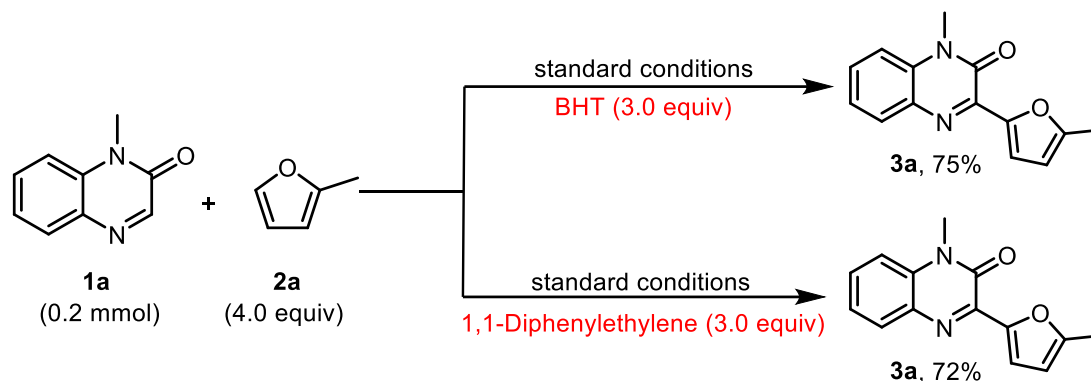 standard conditions
BHT (3.0 equiv)
N
O
N
O
3a, 75%
N
O
N
1a
(0.2 mmol)
+
O
2a
(4.0 equiv)
standard conditions
1,1-Diphenylethylene (3.0 equiv)
N
O
N
O
3a, 72%